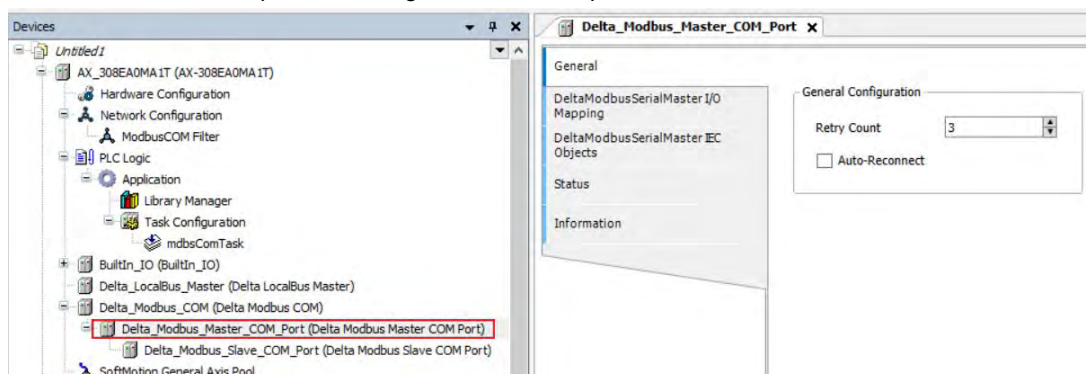 Devices
Untitled1
AX_308EA0MA1T (AX-308EA0MA1T)
Hardware Configuration
Network Configuration
ModbusCOM Filter
PLC Logic
Application
Library Manager
Task Configuration
mdbsComTask
BuiltIn_IO (BuiltIn_IO)
Delta_LocalBus_Master (Delta LocalBus Master)
Delta_Modbus_COM (Delta Modbus COM)
Delta_Modbus_Master_COM_Port (Delta Modbus Master COM Port)
Delta_Modbus_Slave_COM_Port (Delta Modbus Slave COM Port)
SoftMotion General Axis Pool
Delta_Modbus_Master_COM_Port
General
DeltaModbusSerialMaster I/O
Mapping
DeltaModbusSerialMaster IEC
Objects
Status
Information
General Configuration
Retry Count 3
Auto-Reconnect